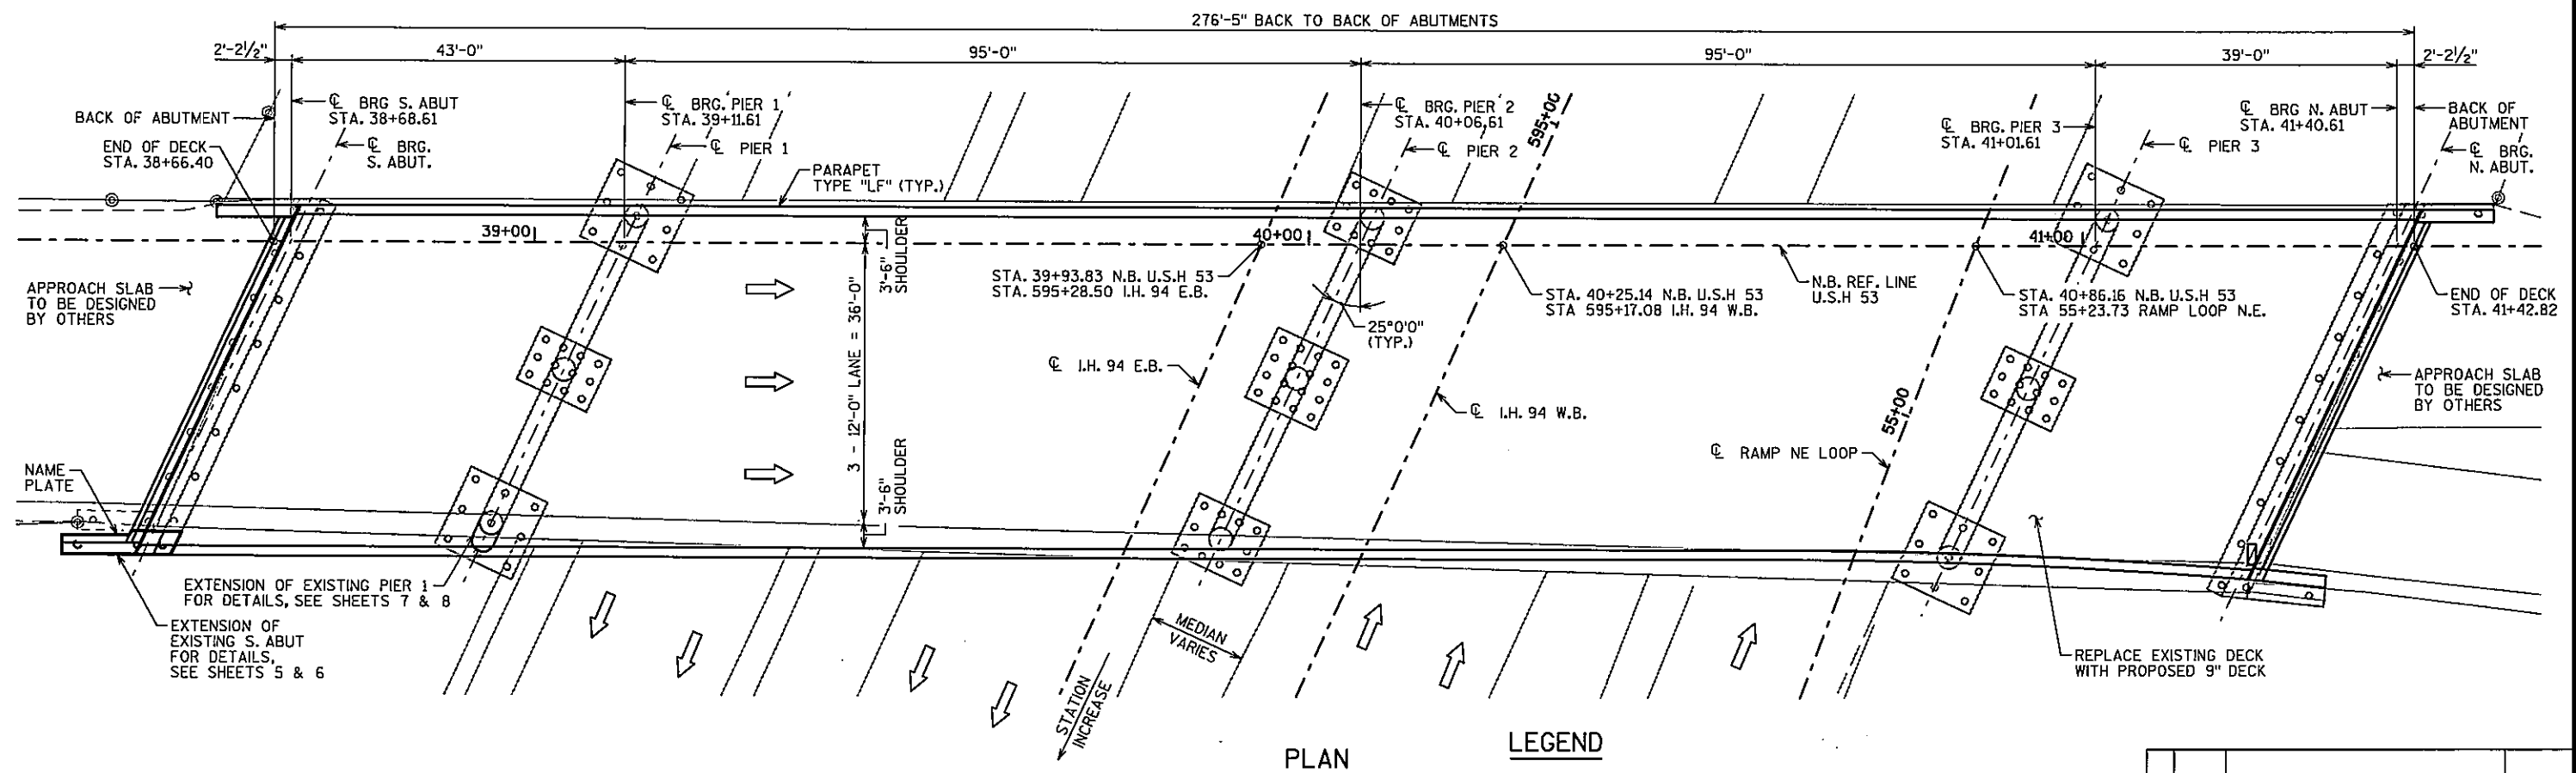 276'-5" BACK TO BACK OF ABUTMENTS
2'-2 1/2"
43'-0"
95'-0"
95'-0"
39'-0"
2'-2 1/2"
BACK OF ABUTMENT
END OF DECK
STA. 38+66.40
℄ BRG S. ABUT
STA. 38+68.61
℄ BRG.
S. ABUT.
℄ BRG. PIER 1
STA. 39+11.61
℄ PIER 1
PARAPET
TYPE "LF" (TYP.)
℄ BRG. PIER 2
STA. 40+06.61
℄ PIER 2
595+00
℄ BRG. PIER 3
STA. 41+01.61
℄ PIER 3
℄ BRG N. ABUT
STA. 41+40.61
BACK OF
ABUTMENT
℄ BRG.
N. ABUT.
39+00
40+00
41+00
3'-6"
SHOULDER
3 - 12'-0" LANE = 36'-0"
3'-6"
SHOULDER
APPROACH SLAB
TO BE DESIGNED
BY OTHERS
STA. 39+93.83 N.B. U.S.H 53
STA. 595+28.50 I.H. 94 E.B.
25°0'0"
(TYP.)
STA. 40+25.14 N.B. U.S.H 53
STA 595+17.08 I.H. 94 W.B.
N.B. REF. LINE
U.S.H 53
STA. 40+86.16 N.B. U.S.H 53
STA 55+23.73 RAMP LOOP N.E.
END OF DECK
STA. 41+42.82
℄ I.H. 94 E.B.
℄ I.H. 94 W.B.
℄ RAMP NE LOOP
55+00
APPROACH SLAB
TO BE DESIGNED
BY OTHERS
NAME
PLATE
EXTENSION OF EXISTING PIER 1
FOR DETAILS, SEE SHEETS 7 & 8
EXTENSION OF
EXISTING S. ABUT
FOR DETAILS,
SEE SHEETS 5 & 6
MEDIAN
VARIES
STATION
INCREASE
REPLACE EXISTING DECK
WITH PROPOSED 9" DECK
PLAN
LEGEND